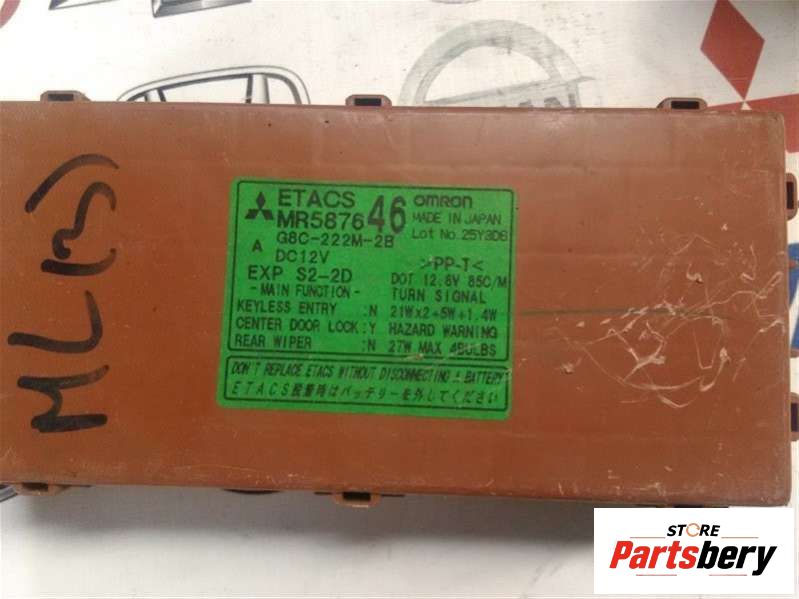 ML(3)
ETACS
MR587646
omron
MADE IN JAPAN
Lot No.25Y3D6
A G8C-222M-2B
DC12V
EXP S2-2D
>PP-T<
DOT 12.8V 85C/M
- MAIN FUNCTION -
TURN SIGNAL
KEYLESS ENTRY :N
21W×2+5W+1.4W
CENTER DOOR LOCK:Y
HAZARD WARNING
REAR WIPER :N
27W MAX 4BULBS
DON'T REPLACE ETACS WITHOUT DISCONNECTING A BATTERY
ETACS脱着時はバッテリーを外してください
STORE
Partsbery